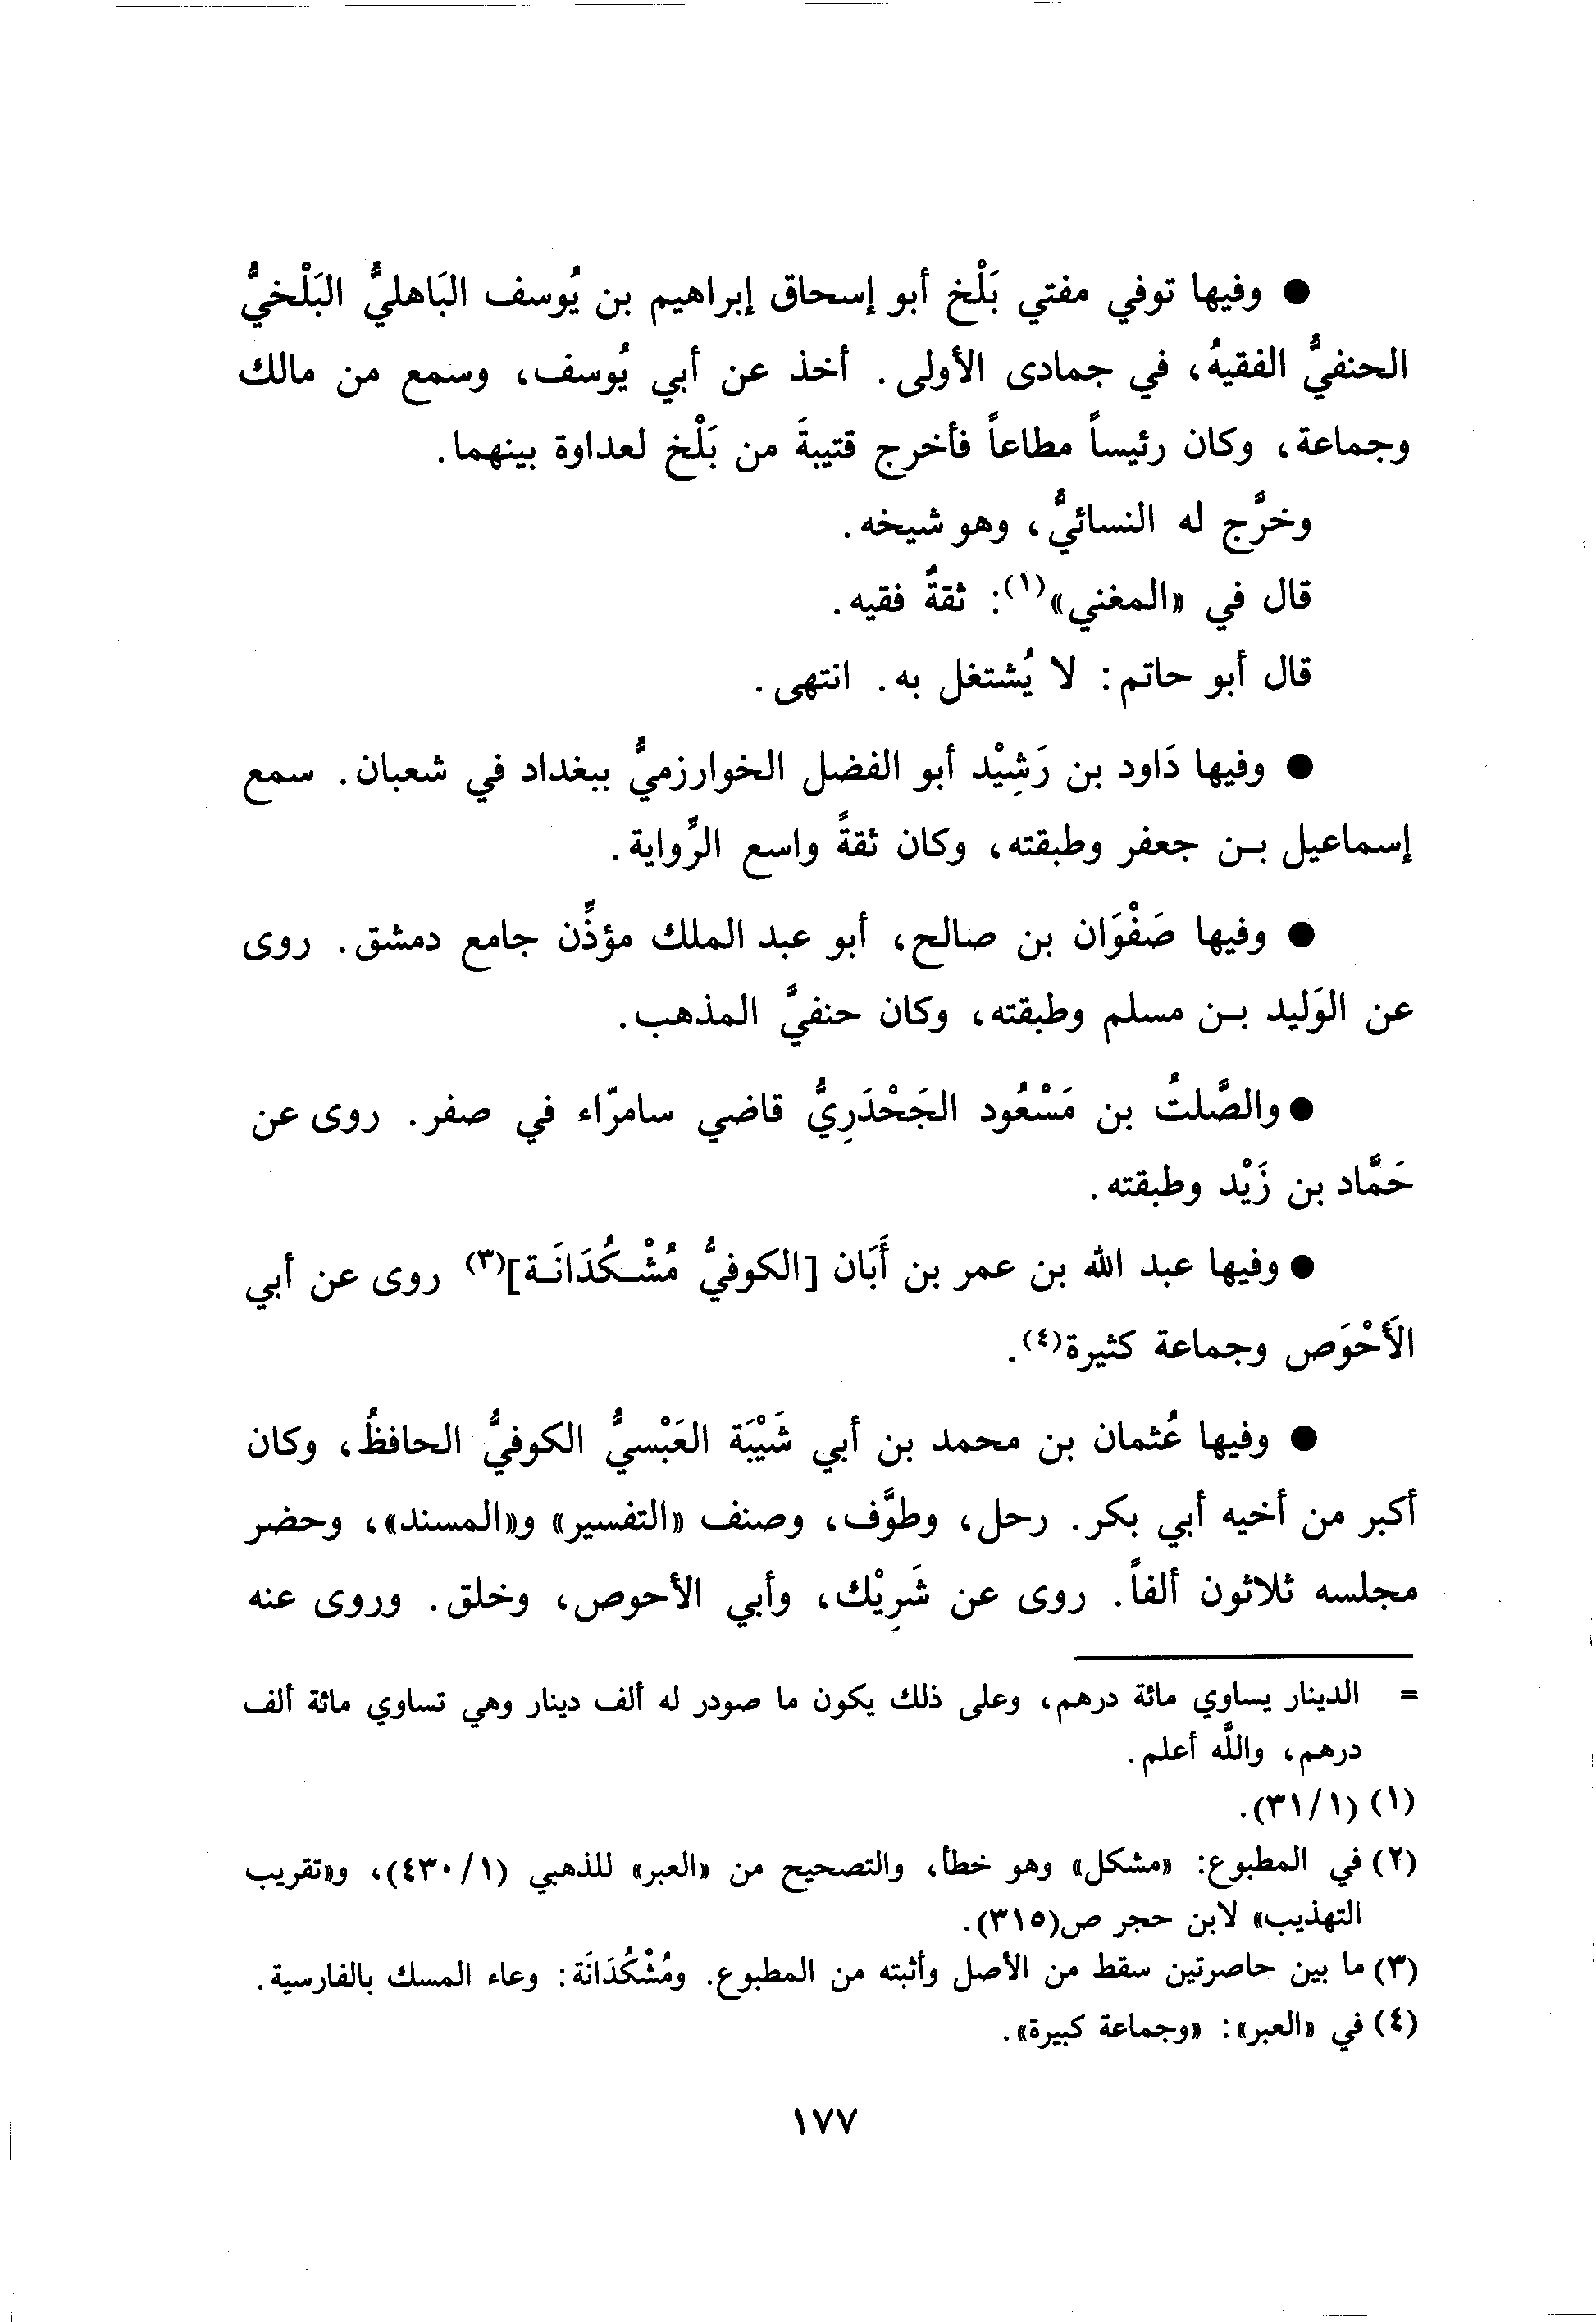 ● وفيها توفي مفتي بَلْخ أبو إسحاق إبراهيم بن يُوسف البَاهليُّ البَلْخيُّ
الحنفيُّ الفقيهُ، في جمادى الأولى. أخذ عن أبي يُوسف، وسمع من مالك
وجماعة، وكان رئيساً مطاعاً فأخرج قتيبةَ من بَلْخ لعداوة بينهما.
وخرَّج له النسائيُّ، وهو شيخه.
قال في «المغني»(١): ثقةٌ فقيه.
قال أبو حاتم: لا يُشتغل به. انتهى.
● وفيها دَاود بن رَشِيْد أبو الفضل الخوارزميُّ ببغداد في شعبان. سمع
إسماعيل بن جعفر وطبقته، وكان ثقةً واسع الرِّواية.
● وفيها صَفْوَان بن صالح، أبو عبد الملك مؤذِّن جامع دمشق. روى
عن الوَليد بن مسلم وطبقته، وكان حنفيَّ المذهب.
● والصَّلتُ بن مَسْعُود الجَحْدَرِيُّ قاضي سامرّاء في صفر. روى عن
حَمَّاد بن زَيْد وطبقته.
● وفيها عبد الله بن عمر بن أَبَان [الكوفيُّ مُشْكُدَانَة](٣) روى عن أبي
الأَحْوَص وجماعة كثيرة(٤).
● وفيها عُثمان بن محمد بن أبي شَيْبَة العَبْسيُّ الكوفيُّ الحافظُ، وكان
أكبر من أخيه أبي بكر. رحل، وطوَّف، وصنف «التفسير» و«المسند»، وحضر
مجلسه ثلاثون ألفاً. روى عن شَرِيْك، وأبي الأحوص، وخلق. وروى عنه
= الدينار يساوي مائة درهم، وعلى ذلك يكون ما صودر له ألف دينار وهي تساوي مائة ألف
درهم، واللَّه أعلم.
(١) (٣١/١).
(٢) في المطبوع: «مشكل» وهو خطأ، والتصحيح من «العبر» للذهبي (٤٣٠/١)، و«تقريب
التهذيب» لابن حجر ص(٣١٥).
(٣) ما بين حاصرتين سقط من الأصل وأثبته من المطبوع. ومُشْكُدَانَة: وعاء المسك بالفارسية.
(٤) في «العبر»: «وجماعة كبيرة».
١٧٧